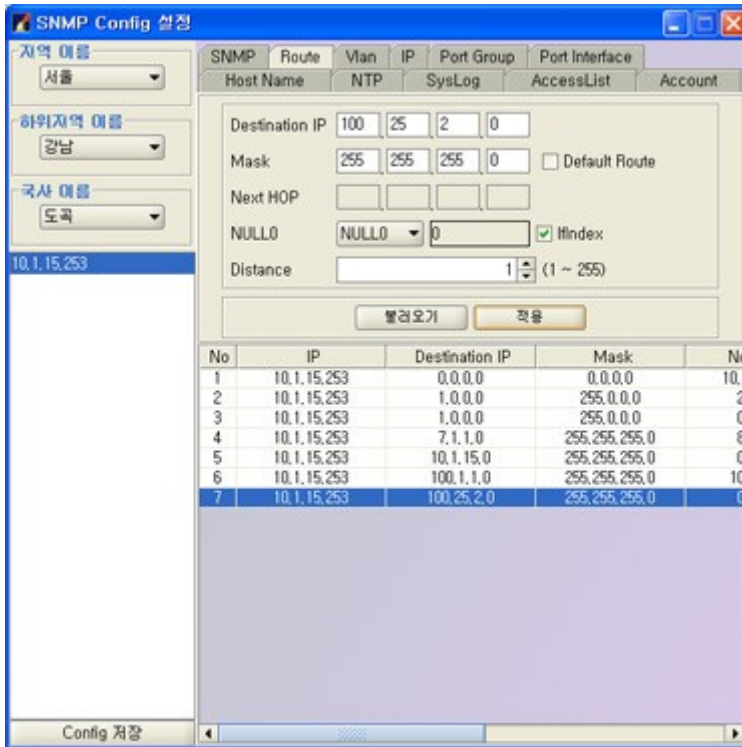 SNMP Config 설정
지역 이름
서울
하위지역 이름
강남
국사 이름
도곡
10.1.15.253
Config 저장
SNMP Route Vlan IP Port Group Port Interface
Host Name NTP SysLog AccessList Account
Destination IP 100 . 25 . 2 . 0
Mask 255 . 255 . 255 . 0 Default Route
Next HOP . . .
NULL0 NULL0 0 IfIndex
Distance 1 (1 ~ 255)
불러오기 적용
No IP Destination IP Mask
1 10.1.15.253 0.0.0.0 0.0.0.0 10.
2 10.1.15.253 1.0.0.0 255.0.0.0
3 10.1.15.253 1.0.0.0 255.0.0.0
4 10.1.15.253 7.1.1.0 255.255.255.0
5 10.1.15.253 10.1.15.0 255.255.255.0
6 10.1.15.253 100.1.1.0 255.255.255.0 10
7 10.1.15.253 100.25.2.0 255.255.255.0